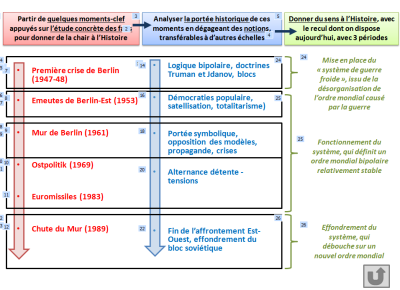 Partir de quelques moments-clef
appuyés sur l'étude concrète des faits
pour donner de la chair à l'Histoire
Analyser la portée historique de ces
moments en dégageant des notions,
transférables à d'autres échelles
Donner du sens à l'Histoire, avec
le recul dont on dispose
aujourd'hui, avec 3 périodes
Première crise de Berlin
(1947-48)
Logique bipolaire, doctrines
Truman et Jdanov, blocs
Mise en place du
« système de guerre
froide », issu de la
désorganisation de
l'ordre mondial causé
par la guerre
Emeutes de Berlin-Est (1953)
Démocraties populaire,
satellisation, totalitarisme)
Mur de Berlin (1961)
Portée symbolique,
opposition des modèles,
propagande, crises
Fonctionnement du
système, qui définit un
ordre mondial bipolaire
relativement stable
Ostpolitik (1969)
Alternance détente -
tensions
Euromissiles (1983)
Chute du Mur (1989)
Fin de l'affrontement Est-
Ouest, effondrement du
bloc soviétique
Effondrement du
système, qui
débouche sur
un nouvel ordre mondial